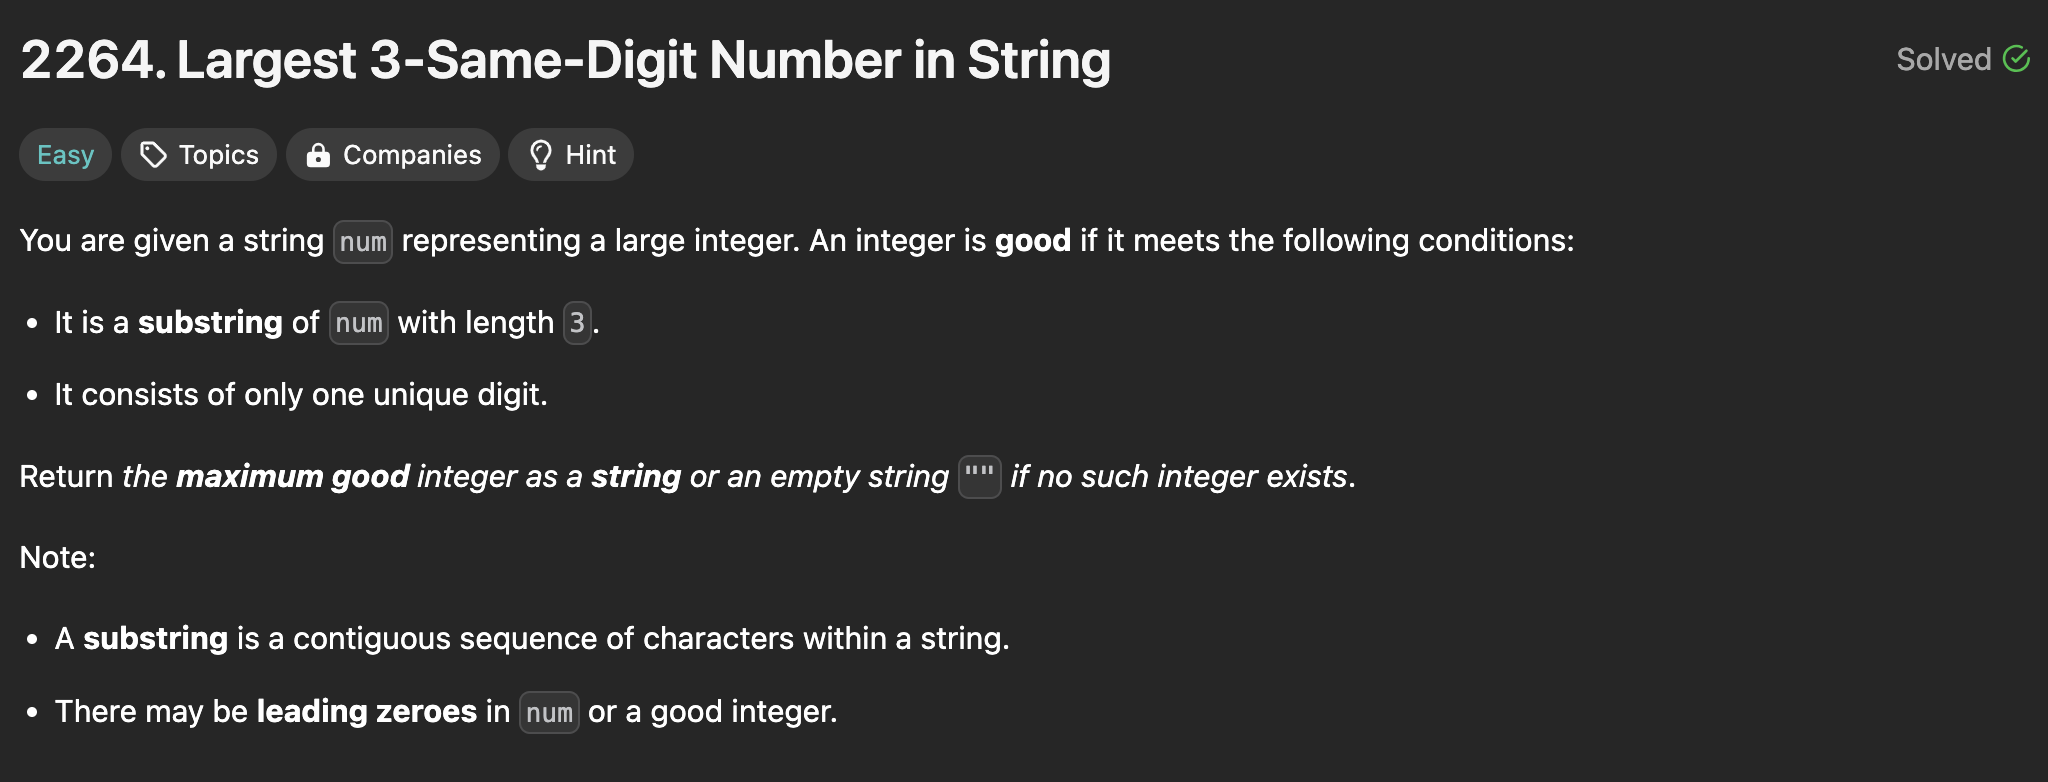 2264. Largest 3-Same-Digit Number in String
Solved
Easy
Topics
Companies
Hint
You are given a string num representing a large integer. An integer is good if it meets the following conditions:
• It is a substring of num with length 3.
• It consists of only one unique digit.
Return the maximum good integer as a string or an empty string "" if no such integer exists.
Note:
• A substring is a contiguous sequence of characters within a string.
• There may be leading zeroes in num or a good integer.